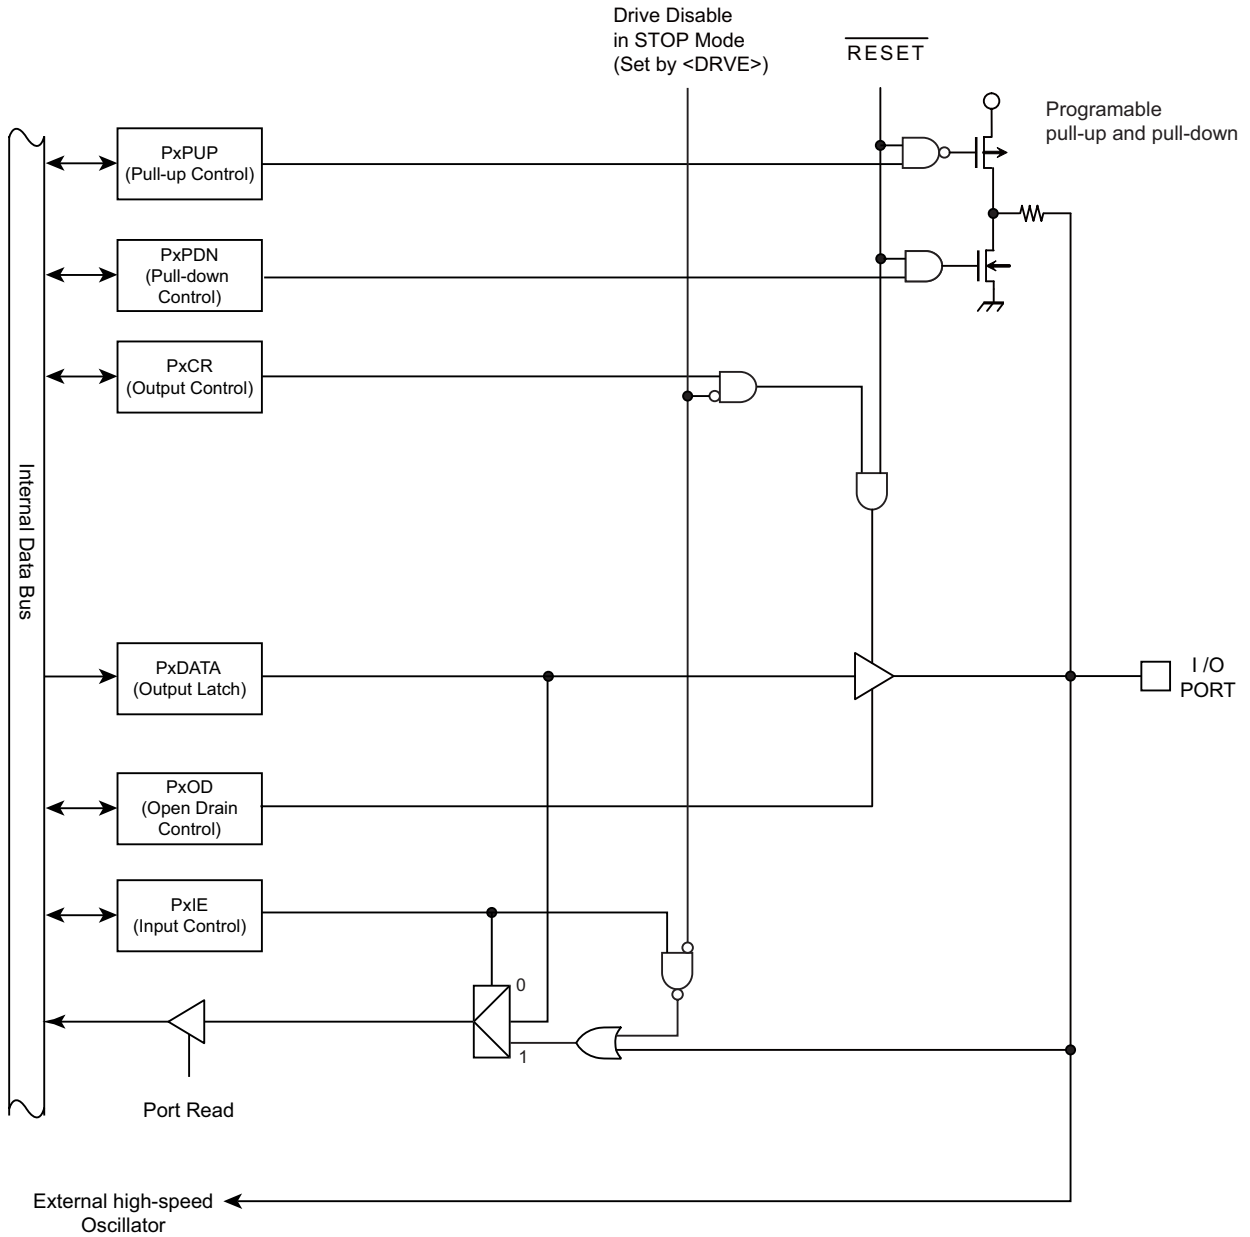 Drive Disable
in STOP Mode
(Set by <DRVE>)
RESET
Programable
pull-up and pull-down
PxPUP
(Pull-up Control)
PxPDN
(Pull-down
Control)
PxCR
(Output Control)
Internal Data Bus
PxDATA
(Output Latch)
I /O
PORT
PxOD
(Open Drain
Control)
PxIE
(Input Control)
0
1
Port Read
External high-speed
Oscillator